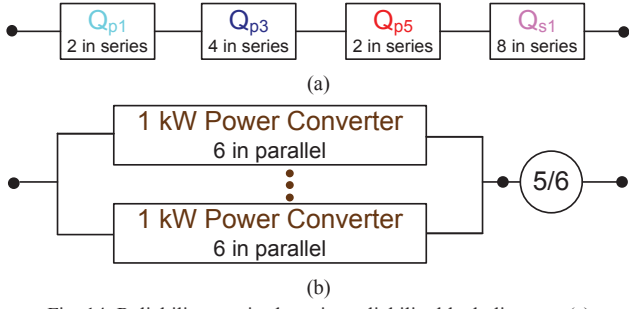 Qp1 Qp3 Qp5 Qs1
2 in series 4 in series 2 in series 8 in series
(a)
1 kW Power Converter
6 in parallel
5/6
1 kW Power Converter
6 in parallel
(b)